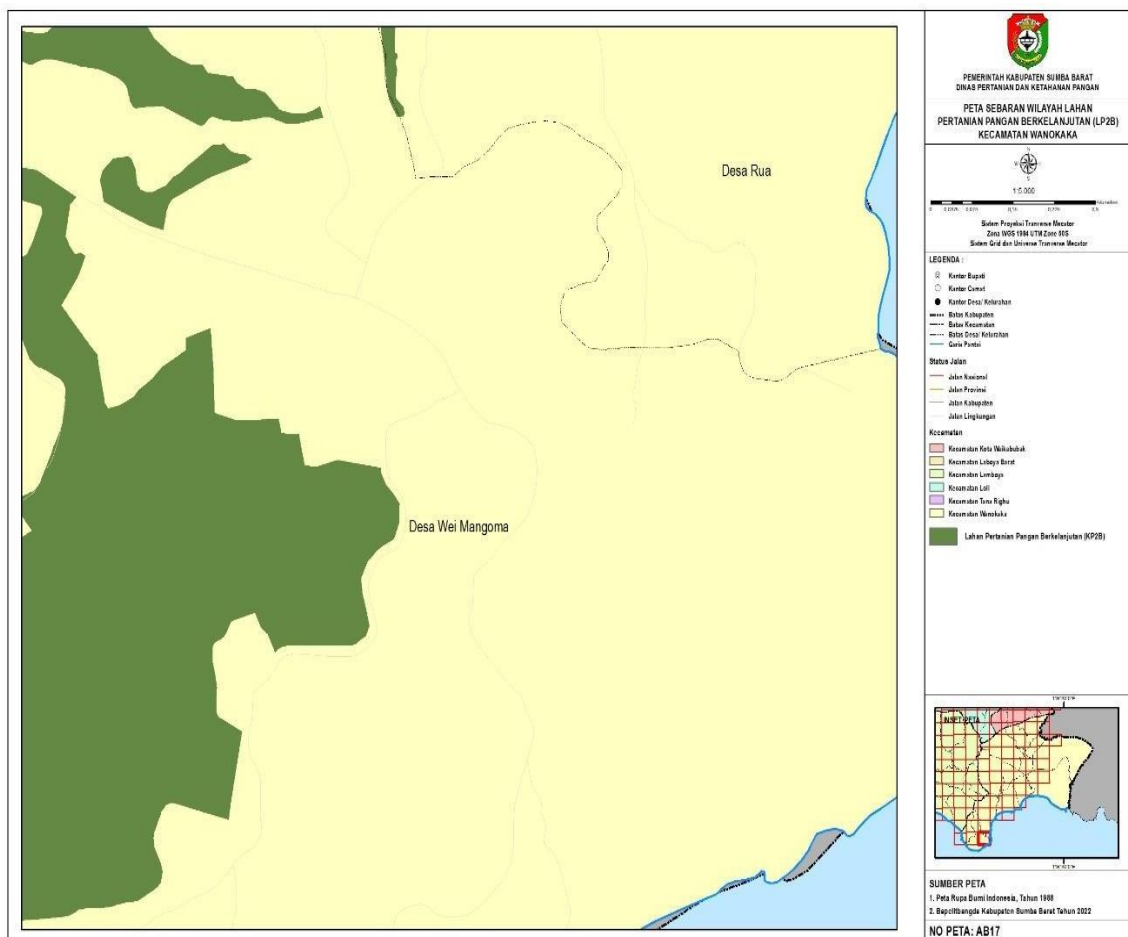 Desa Rua
Desa Wei Mangoma
PEMERINTAH KABUPATEN SUMBA BARAT
DINAS PERTANIAN DAN KETAHANAN PANGAN
PETA SEBARAN WILAYAH LAHAN
PERTANIAN PANGAN BERKELANJUTAN (LP2B)
KECAMATAN WANOKAKA
N
S
1:5.000
Sistem Proyeksi Tranverse Mecator
Zona WGS 1984 UTM Zone 50S
Sistem Grid dan Universe Tranverse Mecator
LEGENDA :
Kantor Bupati
Kantor Camat
Kantor Desa/ Kelurahan
Batas Kabupaten
Batas Kecamatan
Batas Desa/ Kelurahan
Garis Pantai
Status Jalan
Jalan Nasional
Jalan Provinsi
Jalan Kabupaten
Jalan Lingkungan
Kecamatan
Kecamatan Kota Waikabubak
Kecamatan Laboya Barat
Kecamatan Lamboya
Kecamatan Loli
Kecamatan Tana Righu
Kecamatan Wanokaka
Lahan Pertanian Pangan Berkelanjutan (KP2B)
INSET PETA
SUMBER PETA
1. Peta Rupa Bumi Indonesia, Tahun 1988
2. Bapelitbangda Kabupaten Sumba Barat Tahun 2022
NO PETA: AB17